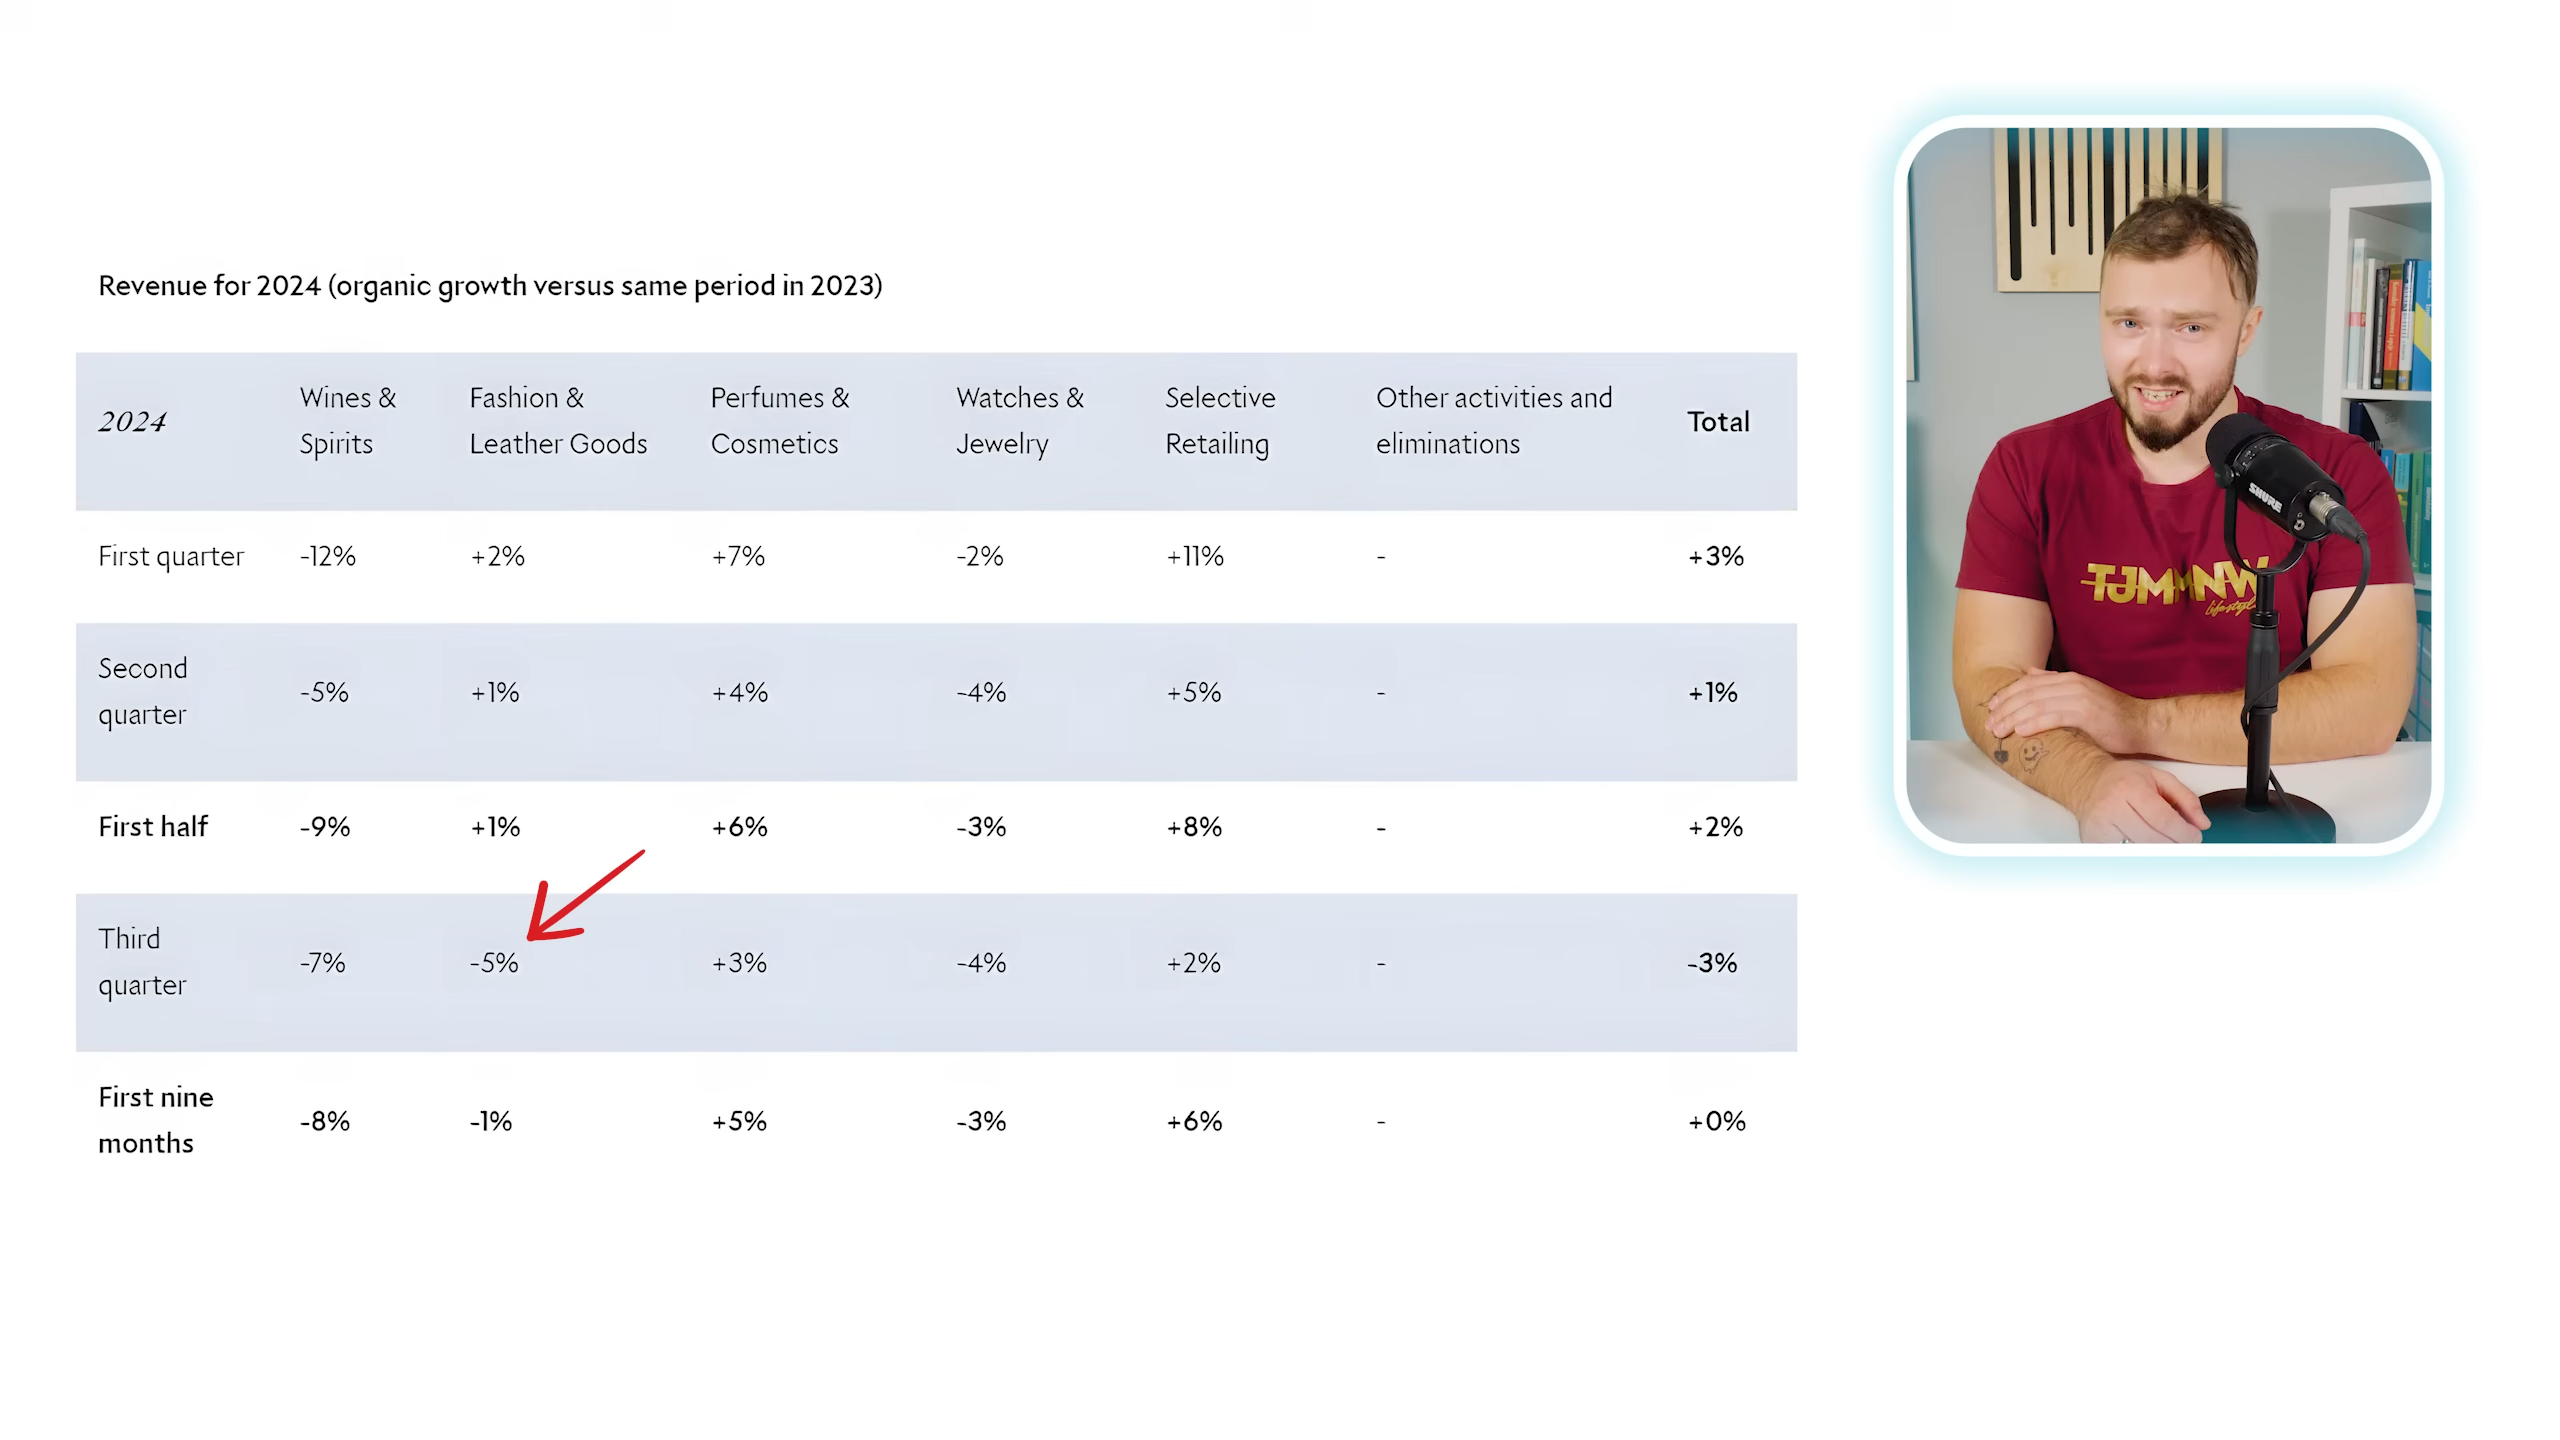 Revenue for 2024 (organic growth versus same period in 2023)
2024
Wines &
Spirits
Fashion &
Leather Goods
Perfumes &
Cosmetics
Watches &
Jewelry
Selective
Retailing
Other activities and
eliminations
Total
First quarter -12% +2% +7% -2% +11% - +3%
Second
quarter
-5% +1% +4% -4% +5% - +1%
First half -9% +1% +6% -3% +8% - +2%
Third
quarter
-7% -5% +3% -4% +2% - -3%
First nine
months
-8% -1% +5% -3% +6% - +0%
SHURE
lifestyle